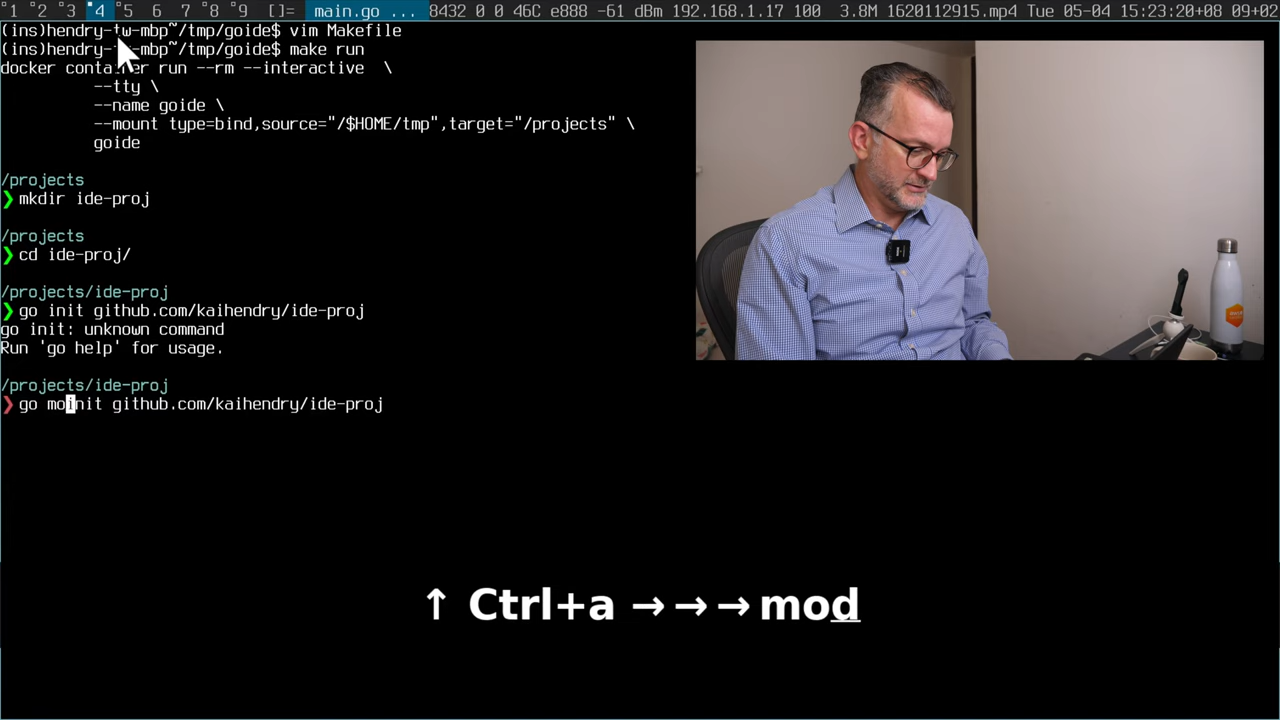 °1 °2 °3 °4 °5 6 7 °8 °9 []= main.go ... 8432 0 0 46C e888 -61 dBm 192.168.1.17 100 3.8M 1620112915.mp4 Tue 05-04 15:23:20+08 09+02
(ins)hendry-tw-mbp~/tmp/goide$ vim Makefile
(ins)hendry-tw-mbp~/tmp/goide$ make run
docker container run --rm --interactive \
--tty \
--name goide \
--mount type=bind,source="/$HOME/tmp",target="/projects" \
goide
/projects
❯ mkdir ide-proj
/projects
❯ cd ide-proj/
/projects/ide-proj
❯ go init github.com/kaihendry/ide-proj
go init: unknown command
Run 'go help' for usage.
/projects/ide-proj
❯ go moinit github.com/kaihendry/ide-proj
↑ Ctrl+a →→→mod